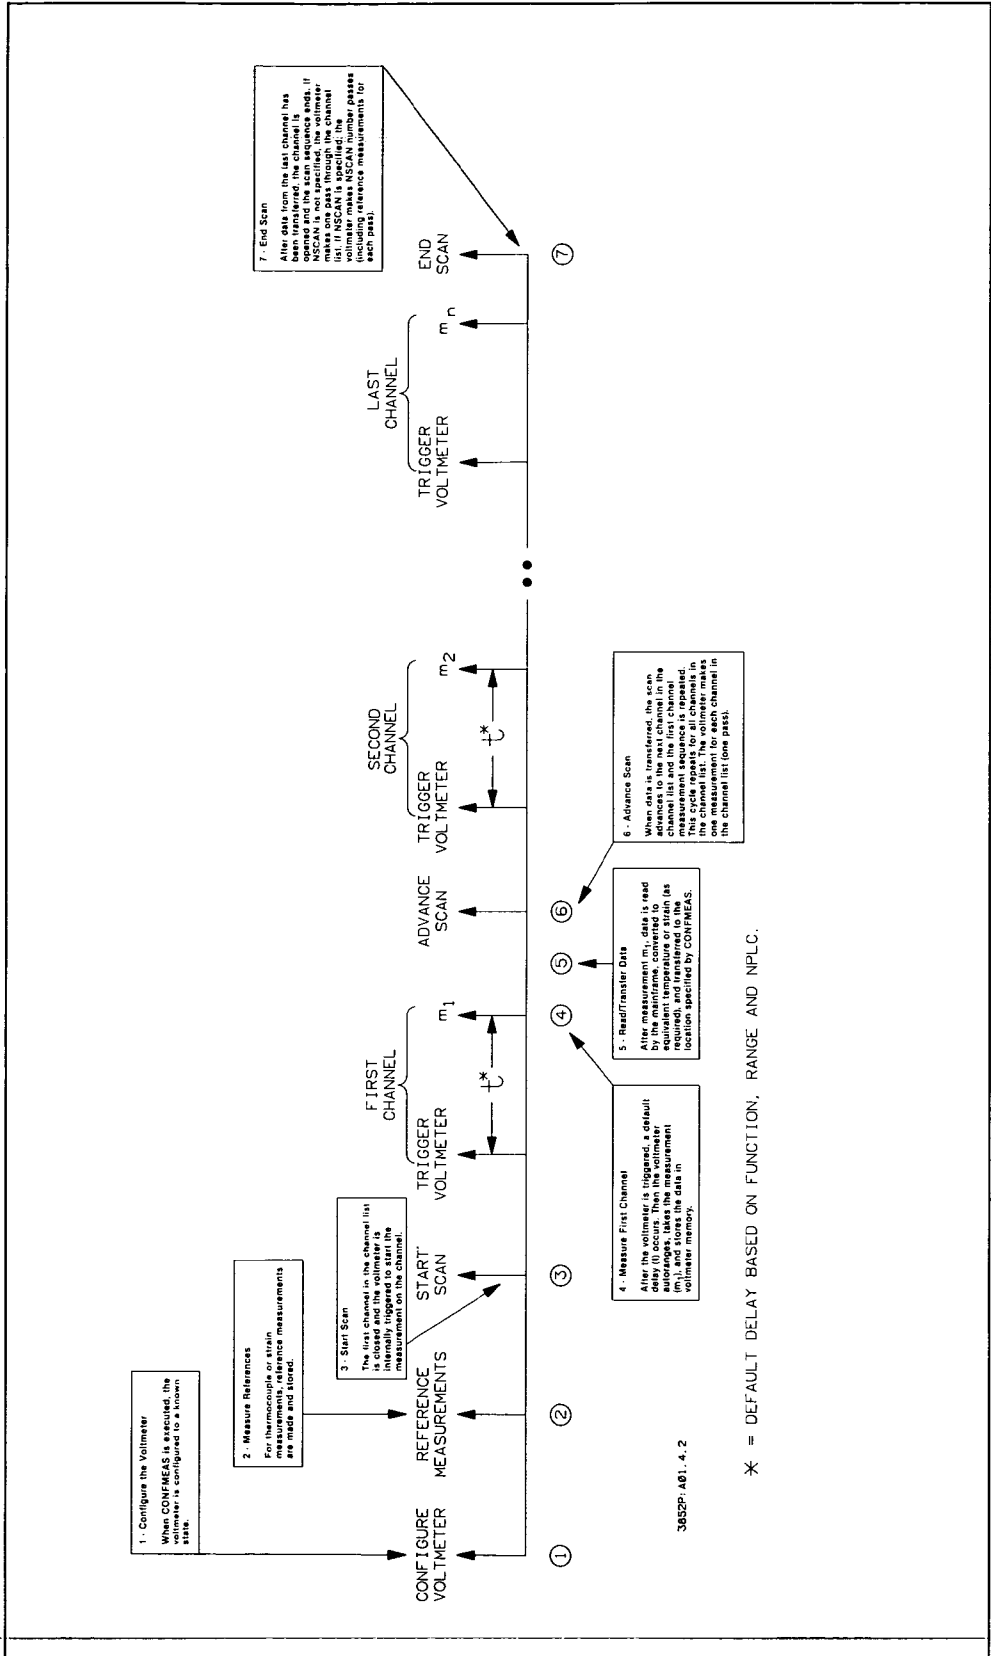 1 - Configure the Voltmeter
When CONFMEAS is executed, the
voltmeter is configured to a known
state.
2 - Measure References
For thermocouple or strain
measurements, reference measurements
are made and stored.
3 - Start Scan
The first channel in the channel list
is closed and the voltmeter is
internally triggered to start the
measurement on the channel.
7 - End Scan
After data from the last channel has
been transferred, the channel is
opened and the scan sequence ends. If
NSCAN is not specified, the voltmeter
makes one pass through the channel
list. If NSCAN is specified, the
voltmeter makes NSCAN number passes
(including reference measurements for
each pass).
FIRST
CHANNEL
SECOND
CHANNEL
LAST
CHANNEL
CONFIGURE
VOLTMETER
REFERENCE
MEASUREMENTS
START
SCAN
TRIGGER
VOLTMETER
m1
ADVANCE
SCAN
TRIGGER
VOLTMETER
m2
TRIGGER
VOLTMETER
mn
END
SCAN
t*
t*
1
2
3
4
5
6
7
4 - Measure First Channel
After the voltmeter is triggered, a default
delay (t) occurs. Then the voltmeter
autoranges, takes the measurement
(m1), and stores the data in
voltmeter memory.
5 - Read/Transfer Data
After measurement m1, data is read
by the mainframe, converted to
equivalent temperature or strain (as
required), and transferred to the
location specified by CONFMEAS.
6 - Advance Scan
When data is transferred, the scan
advances to the next channel in the
channel list and the first channel
measurement sequence is repeated.
This cycle repeats for all channels in
the channel list. The voltmeter makes
one measurement for each channel in
the channel list (one pass).
3852P:A01.4.2
* = DEFAULT DELAY BASED ON FUNCTION, RANGE AND NPLC.